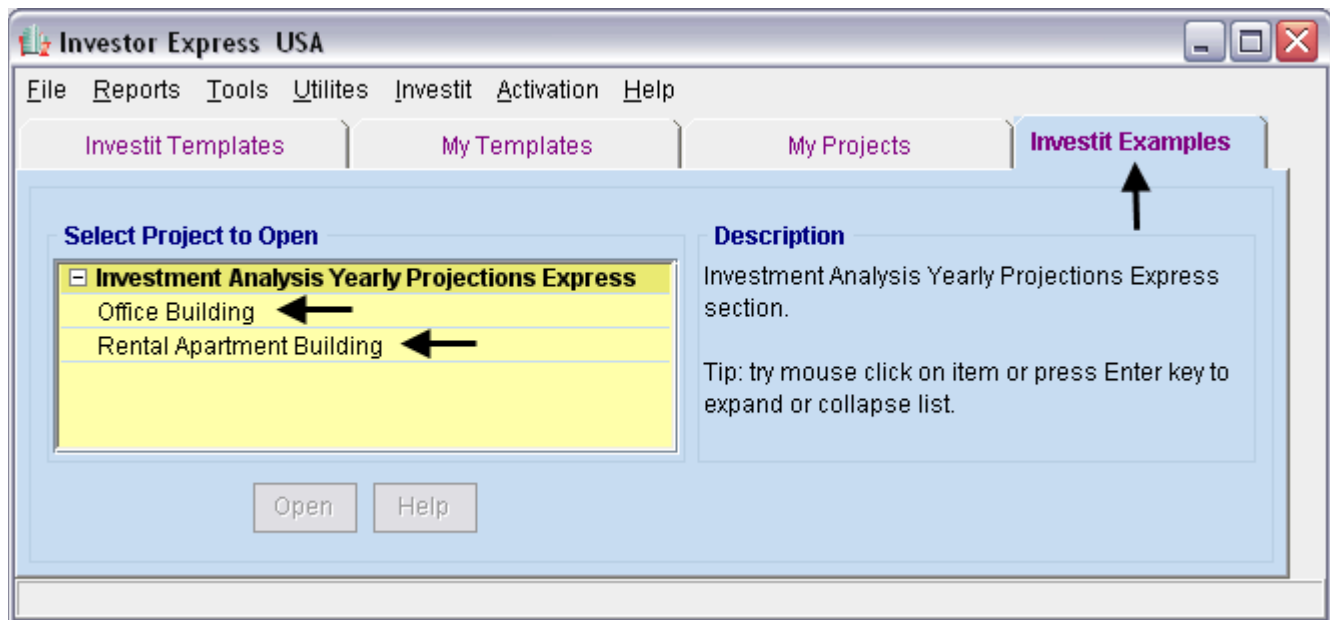 Investor Express USA
File Reports Tools Utilites Investit Activation Help
Investit Templates My Templates My Projects Investit Examples
Select Project to Open
Investment Analysis Yearly Projections Express
Office Building
Rental Apartment Building
Open Help
Description
Investment Analysis Yearly Projections Express
section.
Tip: try mouse click on item or press Enter key to
expand or collapse list.